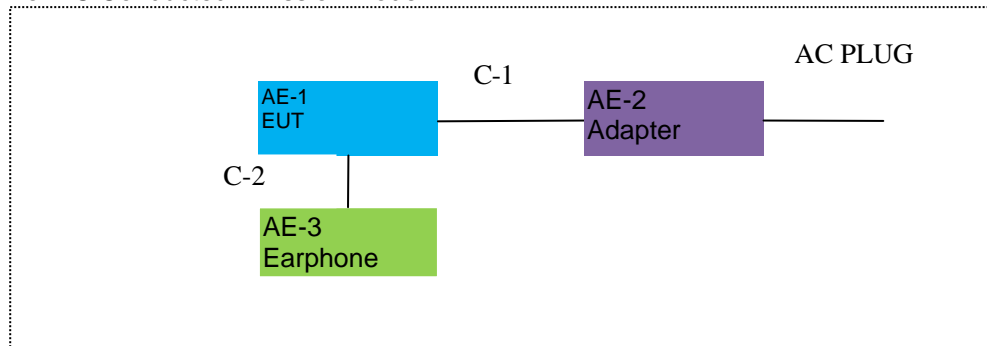 AC PLUG
C-1
AE-1
EUT
AE-2
Adapter
C-2
AE-3
Earphone